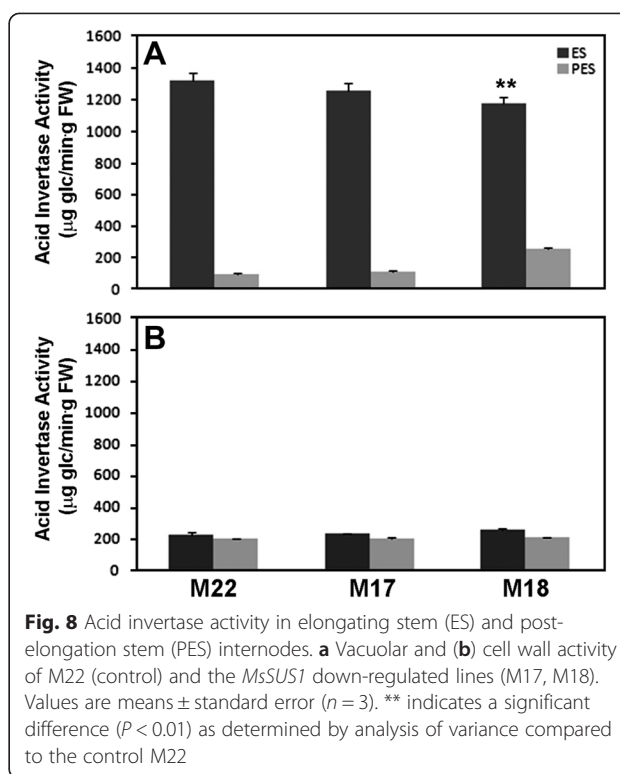 1600
1400
1200
1000
800
600
400
200
0
Acid Invertase Activity
(µg glc/min·g FW)
A
ES
PES
**
1600
1400
1200
1000
800
600
400
200
0
Acid Invertase Activity
(µg glc/min·g FW)
B
M22 M17 M18
Fig. 8 Acid invertase activity in elongating stem (ES) and post-
elongation stem (PES) internodes. a Vacuolar and (b) cell wall activity
of M22 (control) and the MsSUS1 down-regulated lines (M17, M18).
Values are means ± standard error (n = 3). ** indicates a significant
difference (P < 0.01) as determined by analysis of variance compared
to the control M22